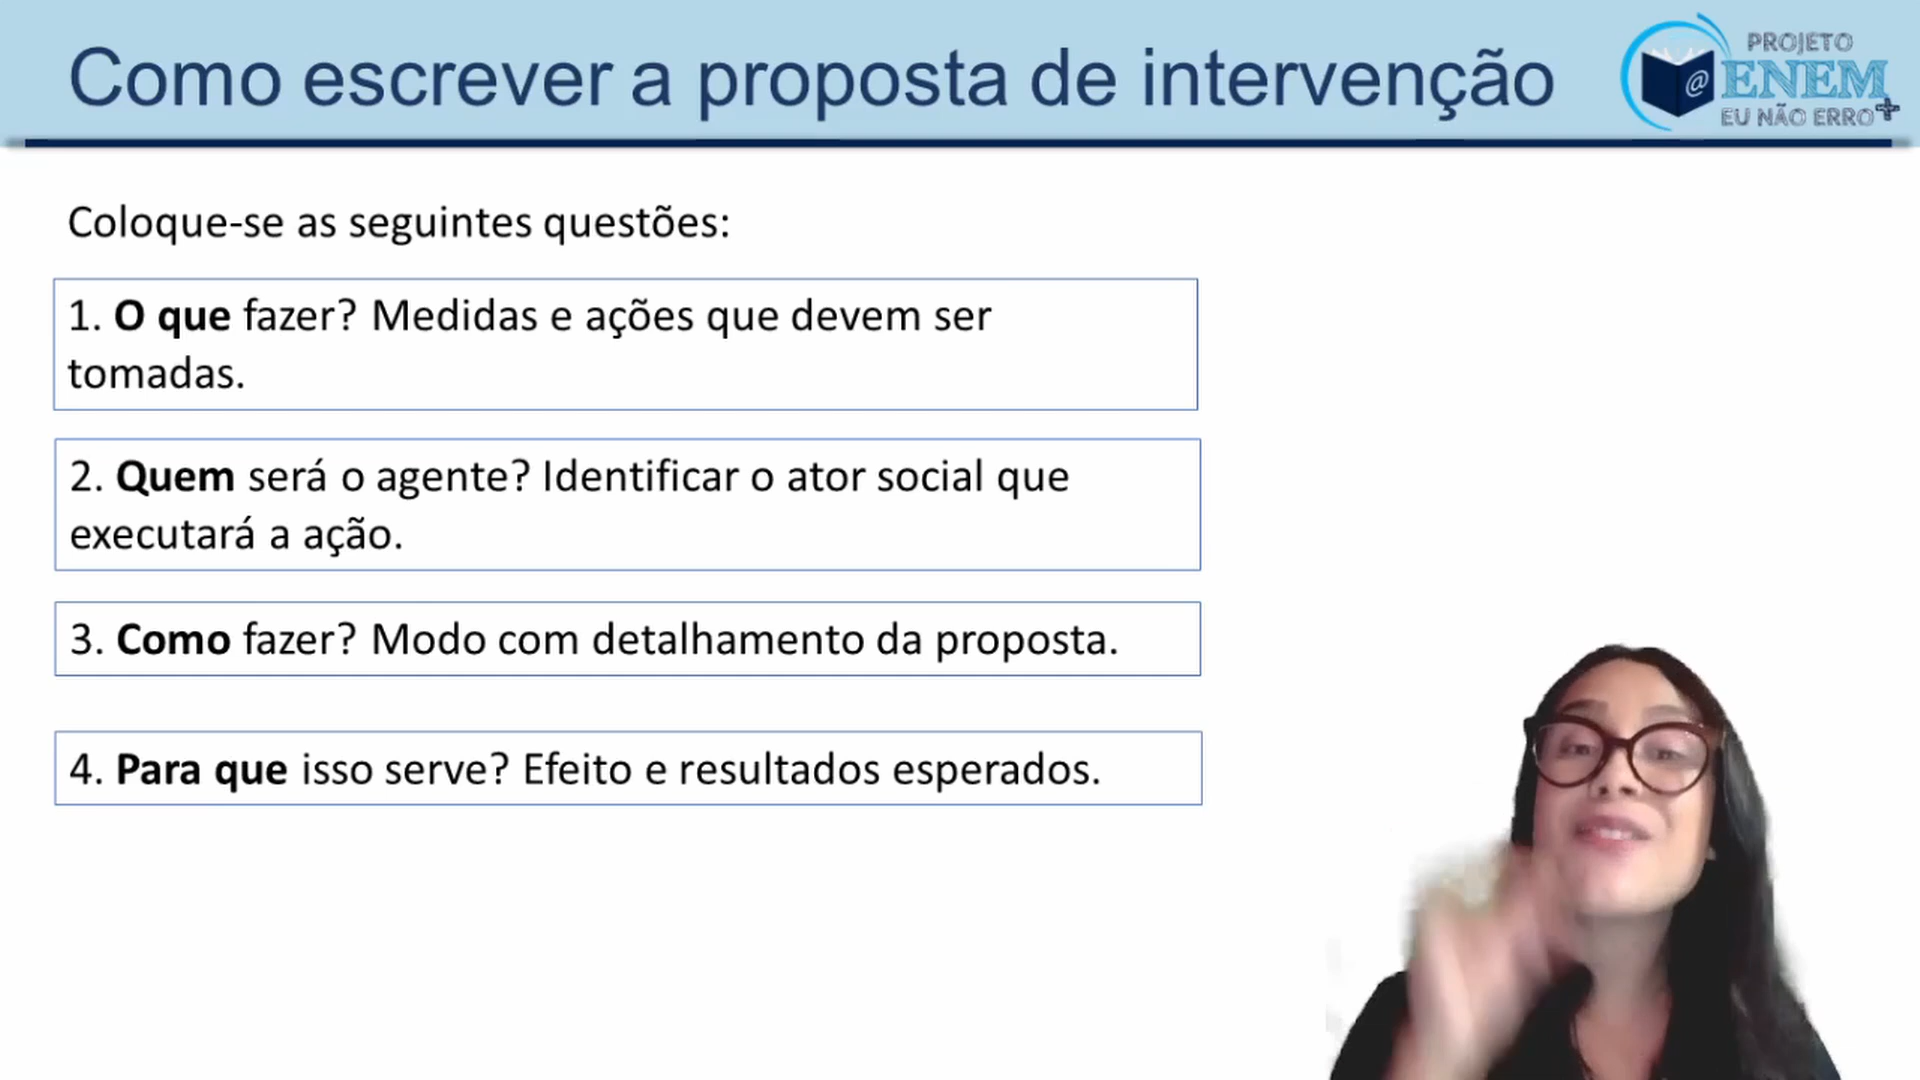 Como escrever a proposta de intervenção
PROJETO
@ENEM
EU NÃO ERRO+
Coloque-se as seguintes questões:
1. O que fazer? Medidas e ações que devem ser
tomadas.
2. Quem será o agente? Identificar o ator social que
executará a ação.
3. Como fazer? Modo com detalhamento da proposta.
4. Para que isso serve? Efeito e resultados esperados.